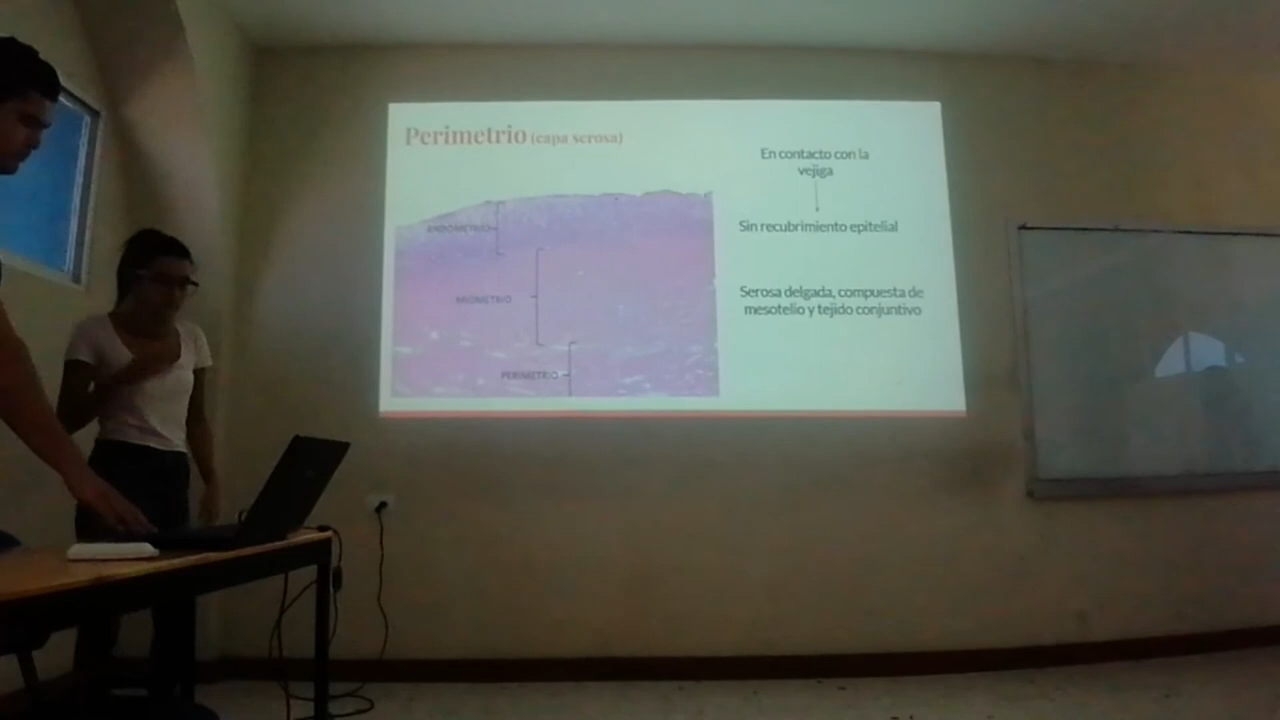 Perimetrio (capa serosa)
En contacto con la
vejiga
Sin recubrimiento epitelial
Serosa delgada, compuesta de
mesotelio y tejido conjuntivo
ENDOMETRIO
MIOMETRIO
PERIMETRIO